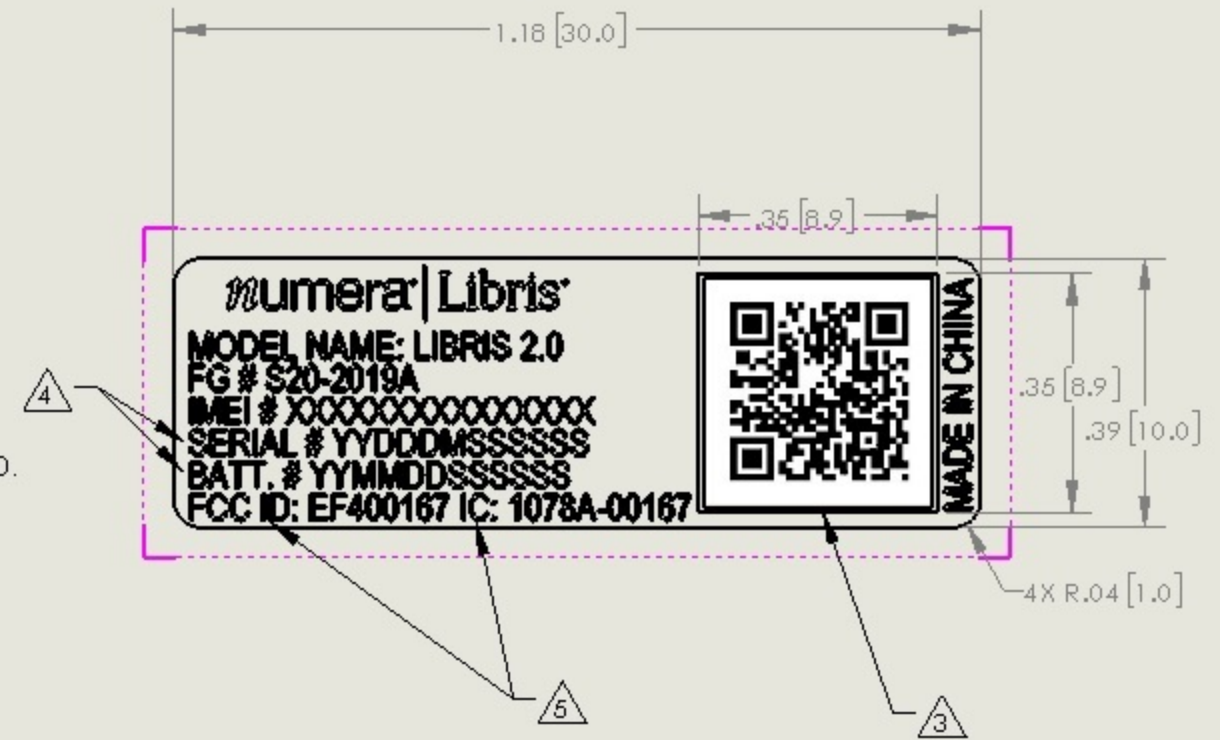 1.18 [30.0]
.35 [8.9]
numera | Libris
MODEL NAME: LIBRIS 2.0
FG # S20-2019A
IMEI # XXXXXXXXXXXXXXX
SERIAL # YYDDDMSSSSSS
BATT. # YYMMDDSSSSSS
FCC ID: EF400167 IC: 1078A-00167
MADE IN CHINA
.35 [8.9]
.39 [10.0]
4X R.04 [1.0]
4
5
3